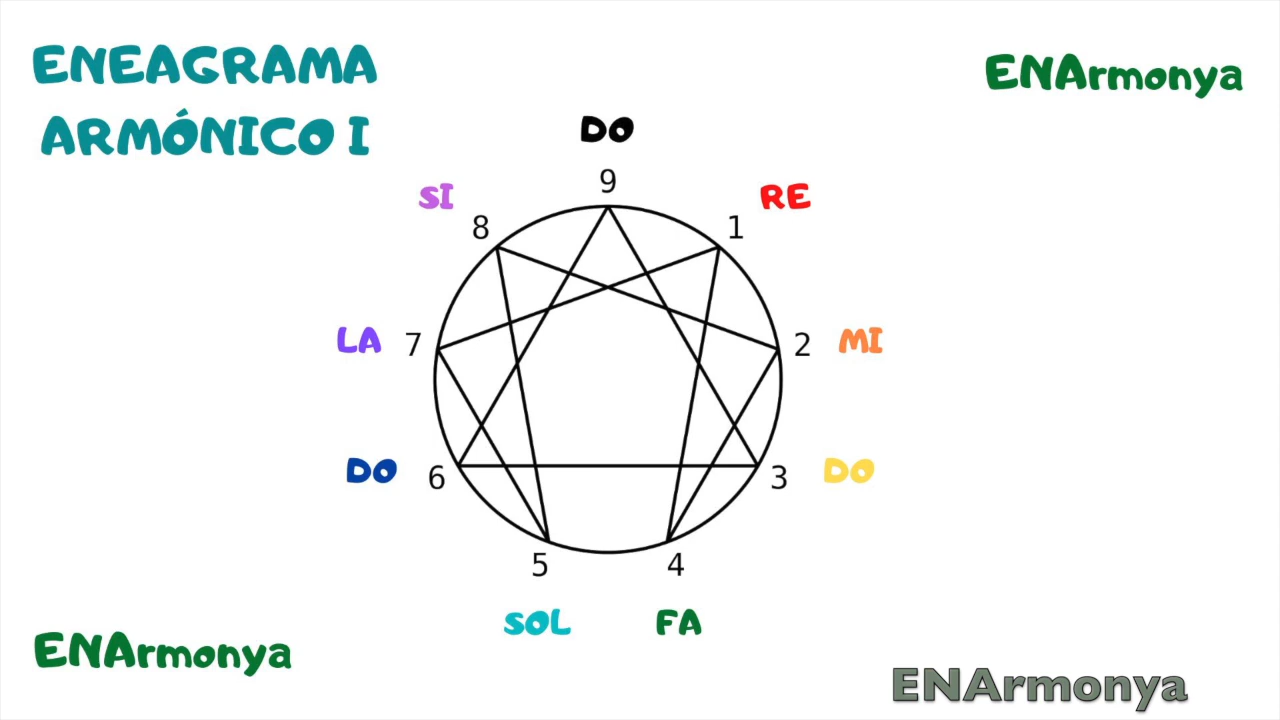 ENEAGRAMA
ARMÓNICO I
ENArmonya
DO
9
SI
8
1
RE
LA
7
2
MI
DO
6
3
DO
5
4
SOL
FA
ENArmonya
ENArmonya